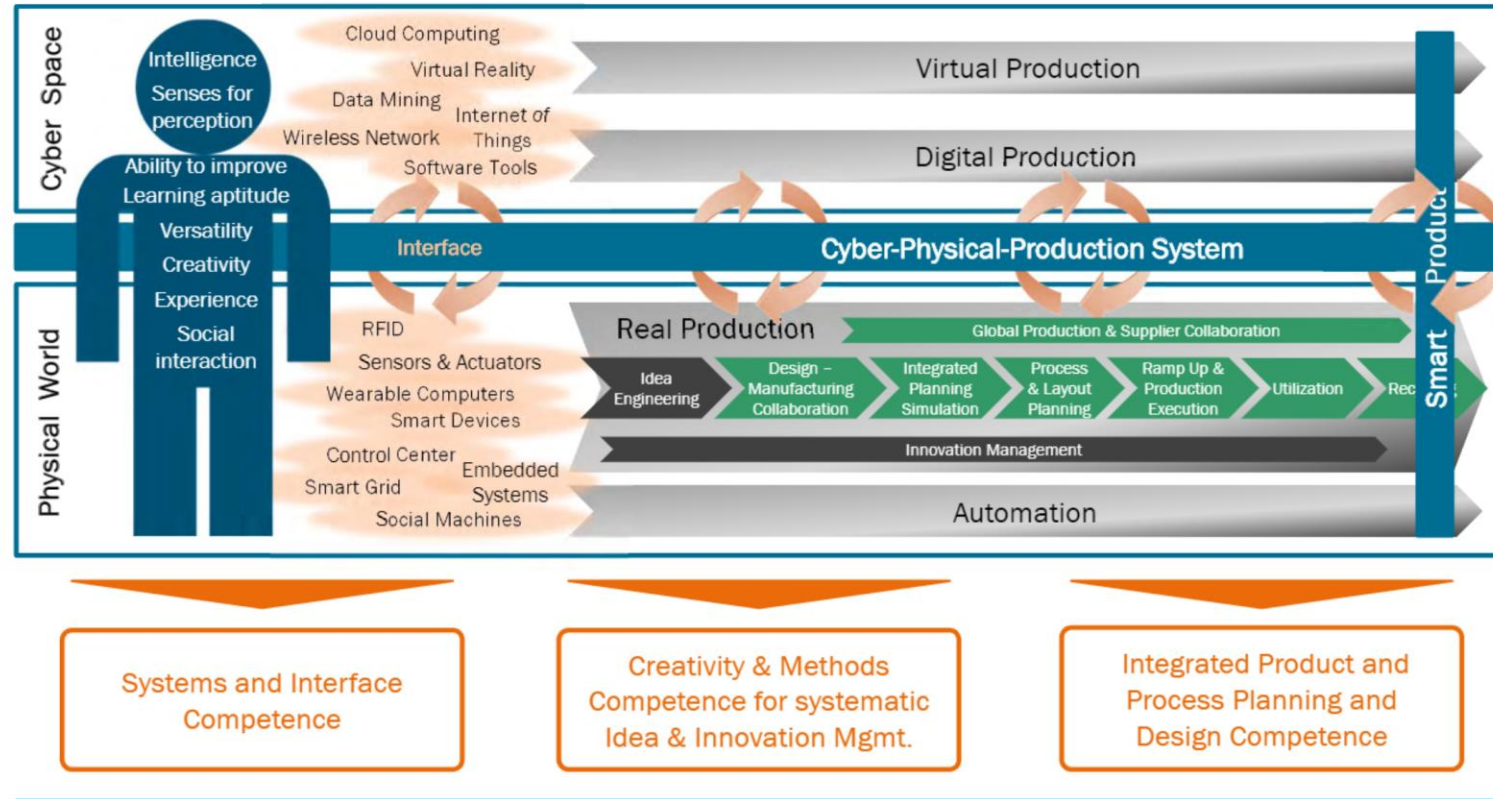 Cyber Space
Intelligence
Senses for
perception
Ability to improve
Learning aptitude
Versatility
Creativity
Experience
Social
interaction
Cloud Computing
Virtual Reality
Data Mining
Internet of
Things
Wireless Network
Software Tools
Virtual Production
Digital Production
Interface
Cyber-Physical-Production System
Smart Product
Physical World
RFID
Sensors & Actuators
Wearable Computers
Smart Devices
Control Center
Embedded
Systems
Smart Grid
Social Machines
Real Production
Global Production & Supplier Collaboration
Idea
Engineering
Design –
Manufacturing
Collaboration
Integrated
Planning
Simulation
Process
& Layout
Planning
Ramp Up &
Production
Execution
Utilization
Innovation Management
Automation
Systems and Interface
Competence
Creativity & Methods
Competence for systematic
Idea & Innovation Mgmt.
Integrated Product and
Process Planning and
Design Competence